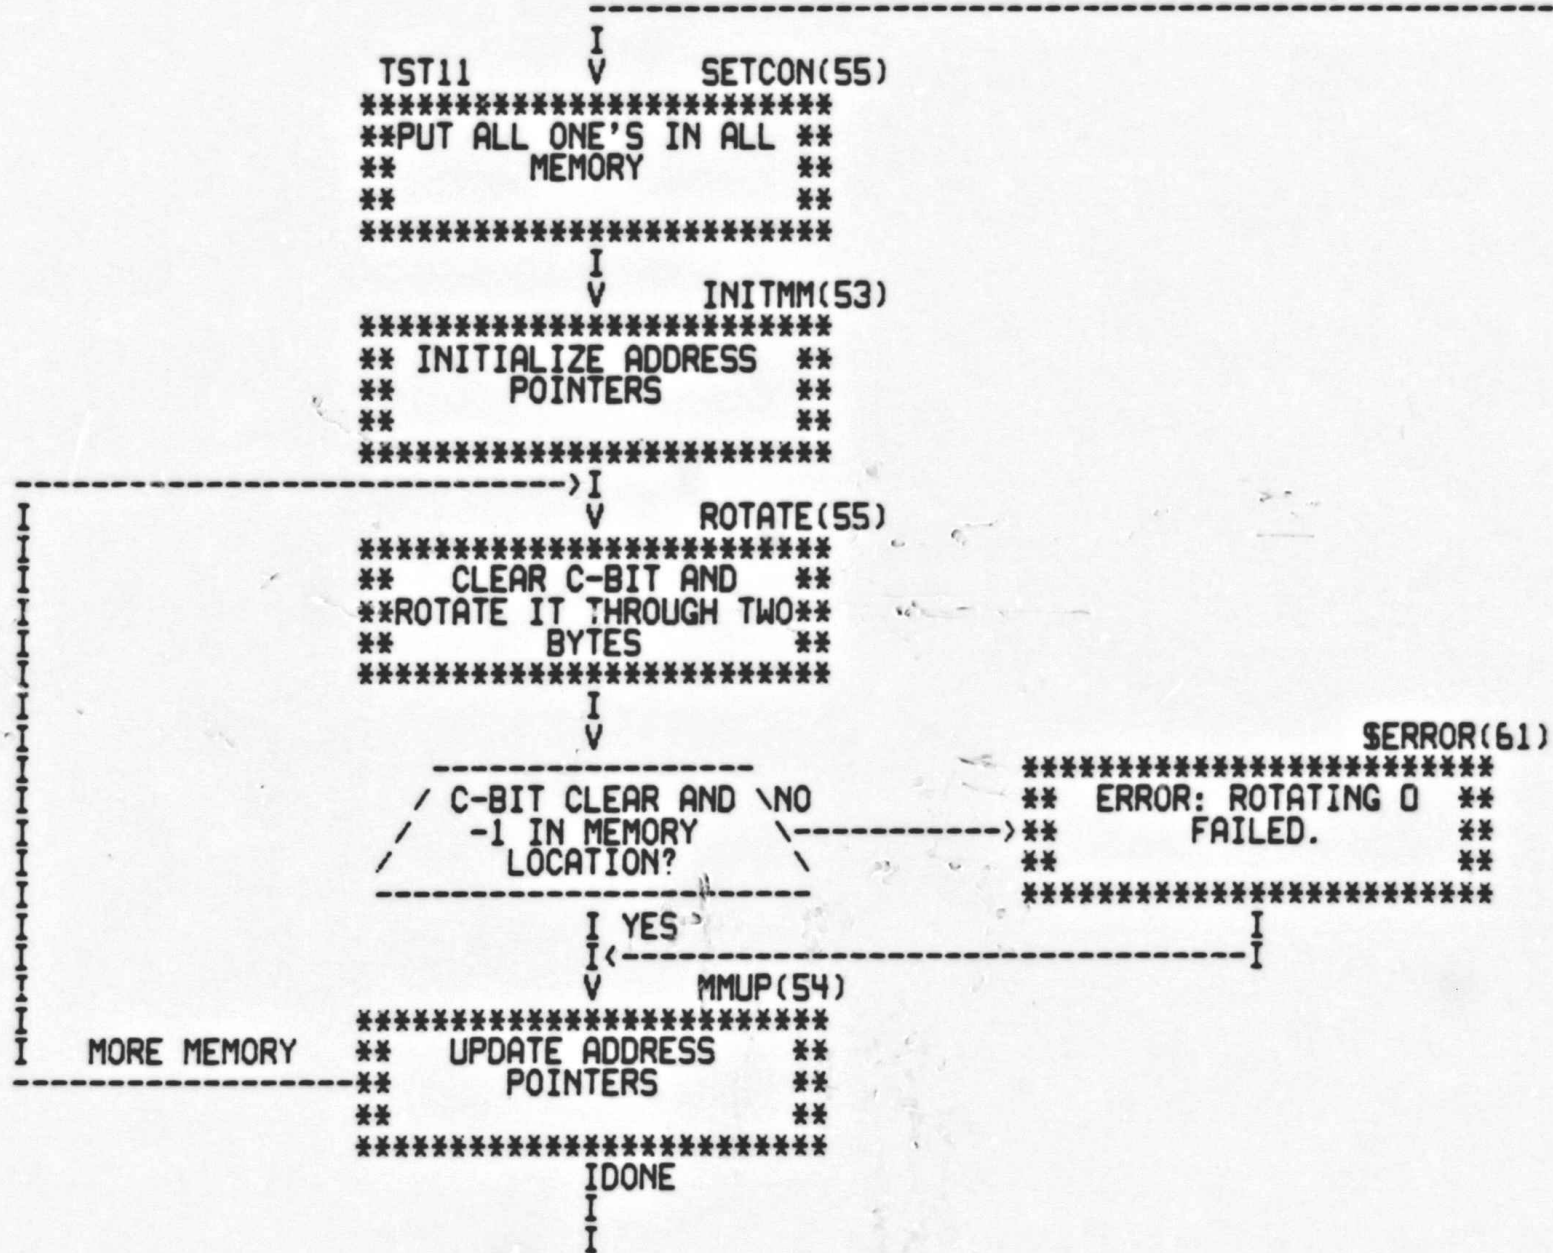 TST11 V SETCON(55)
**PUT ALL ONE'S IN ALL **
** MEMORY **
I
V INITMM(53)
** INITIALIZE ADDRESS **
** POINTERS **
>I
V ROTATE(55)
** CLEAR C-BIT AND **
**ROTATE IT THROUGH TWO**
** BYTES **
I
V
/ C-BIT CLEAR AND \NO
/ -1 IN MEMORY \
/ LOCATION? \
$ERROR(61)
** ERROR: ROTATING 0 **
** FAILED. **
I YES
V MMUP(54)
MORE MEMORY ** UPDATE ADDRESS **
** POINTERS **
IDONE
I
I